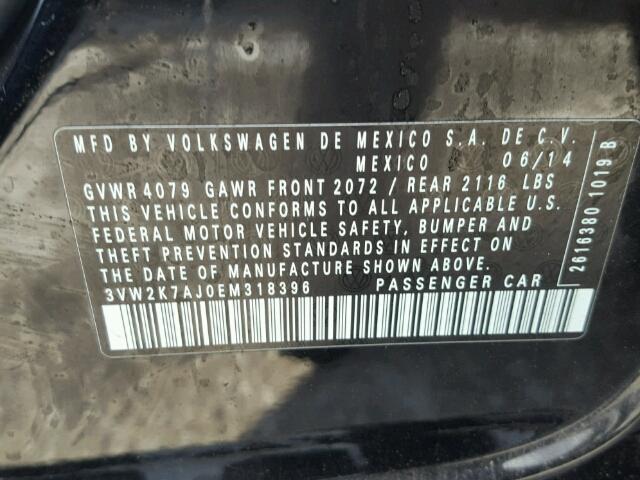 MFD BY VOLKSWAGEN DE MEXICO S.A. DE C.V.
MEXICO 06/14
GVWR 4079 GAWR FRONT 2072 / REAR 2116 LBS
THIS VEHICLE CONFORMS TO ALL APPLICABLE U.S.
FEDERAL MOTOR VEHICLE SAFETY, BUMPER AND
THEFT PREVENTION STANDARDS IN EFFECT ON
THE DATE OF MANUFACTURE SHOWN ABOVE.
3VW2K7AJ0EM318396 PASSENGER CAR
2616380 1019 B